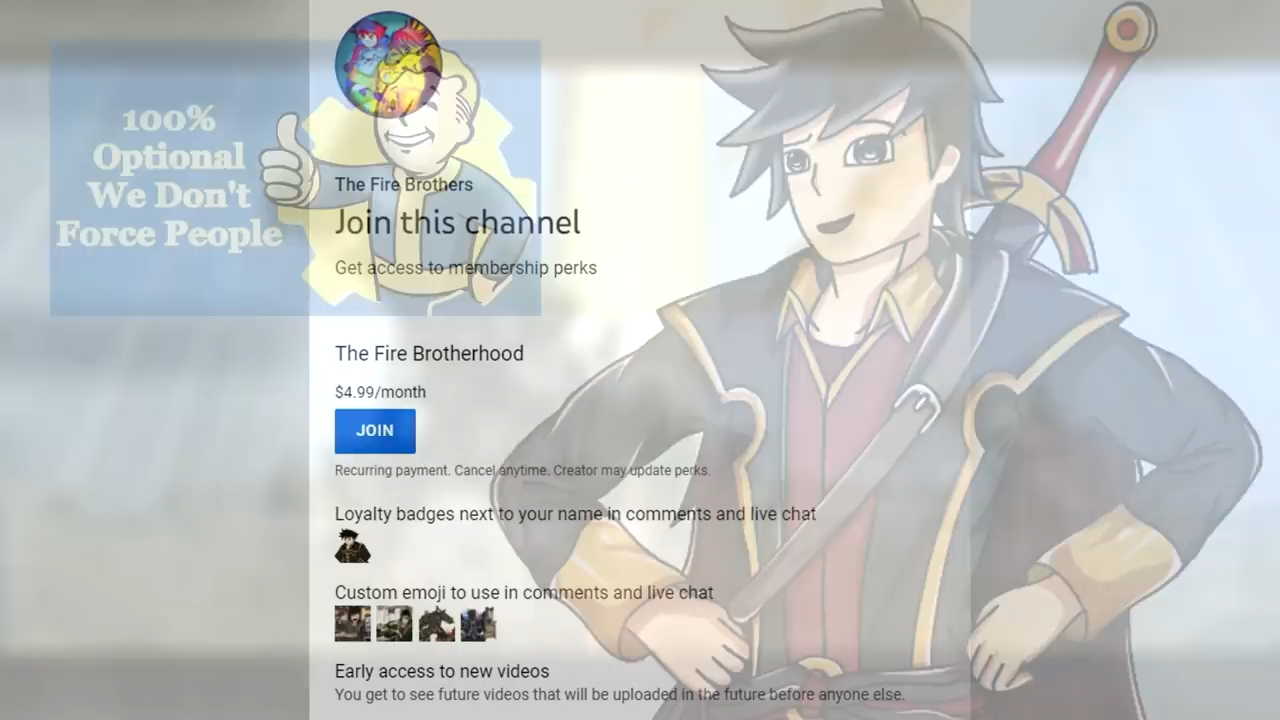 100%
Optional
We Don't
Force People
The Fire Brothers
Join this channel
Get access to membership perks
The Fire Brotherhood
$4.99/month
JOIN
Recurring payment. Cancel anytime. Creator may update perks.
Loyalty badges next to your name in comments and live chat
Custom emoji to use in comments and live chat
Early access to new videos
You get to see future videos that will be uploaded in the future before anyone else.